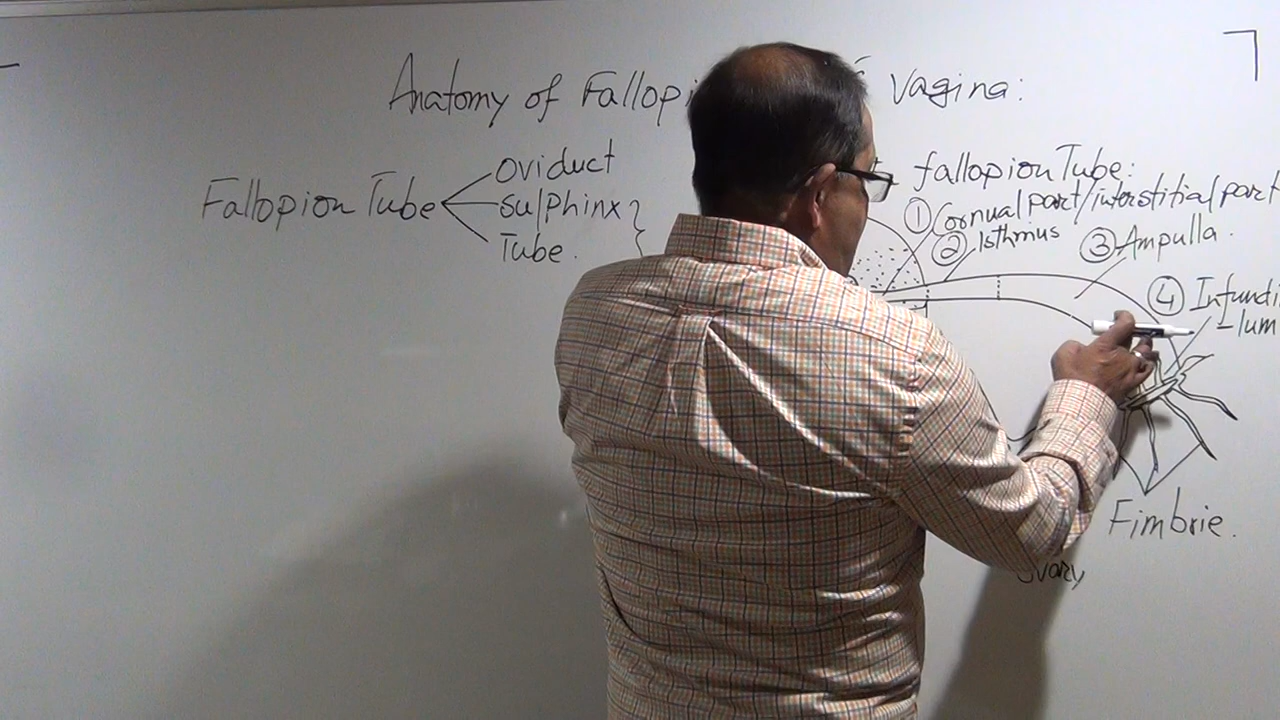 Anatomy of Fallopi vagina:
Fallopion Tube
oviduct
sulphinx
Tube.
fallopion Tube:
① Cornual part/interstitial part
② Isthmus
③ Ampulla.
④ Infundi
-lum
Fimbrie.
ovary